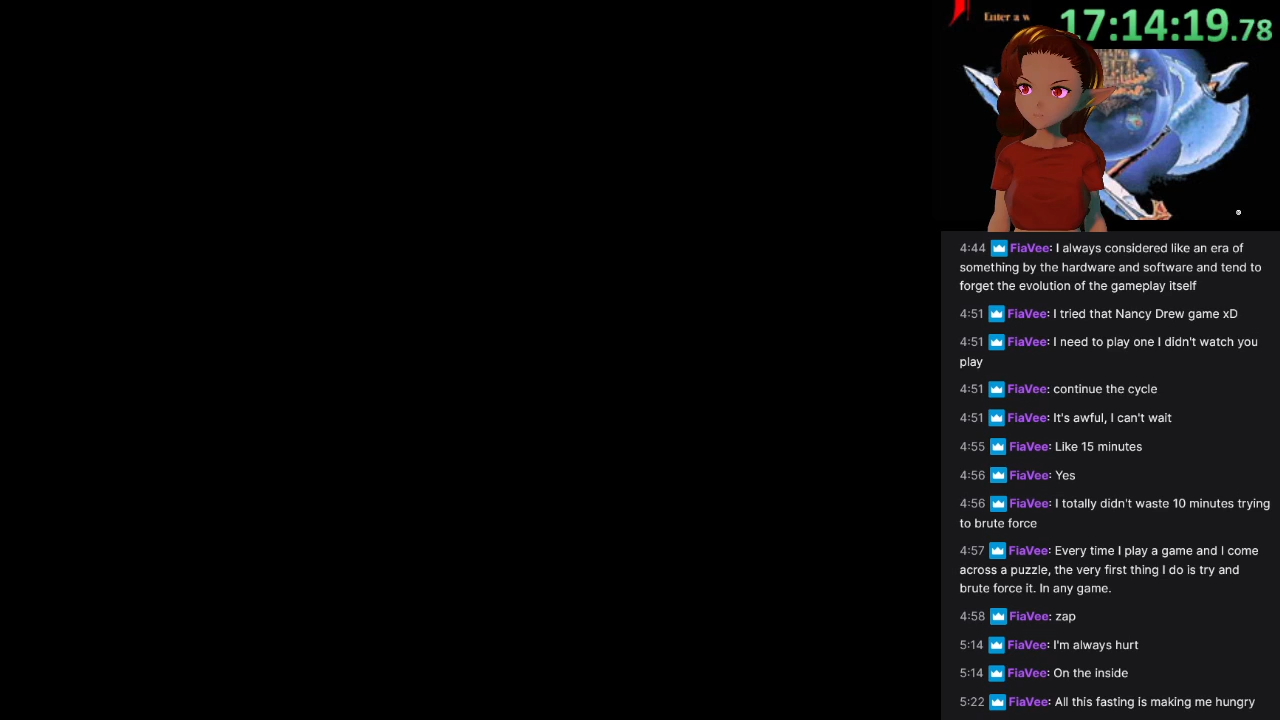 Enter a w
17:14:19.78
4:44 FiaVee: I always considered like an era of
something by the hardware and software and tend to
forget the evolution of the gameplay itself
4:51 FiaVee: I tried that Nancy Drew game xD
4:51 FiaVee: I need to play one I didn't watch you
play
4:51 FiaVee: continue the cycle
4:51 FiaVee: It's awful, I can't wait
4:55 FiaVee: Like 15 minutes
4:56 FiaVee: Yes
4:56 FiaVee: I totally didn't waste 10 minutes trying
to brute force
4:57 FiaVee: Every time I play a game and I come
across a puzzle, the very first thing I do is try and
brute force it. In any game.
4:58 FiaVee: zap
5:14 FiaVee: I'm always hurt
5:14 FiaVee: On the inside
5:22 FiaVee: All this fasting is making me hungry